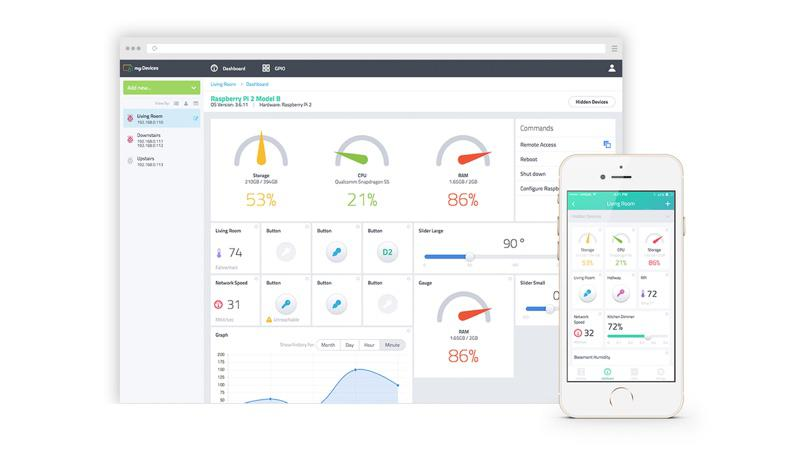 my Devices
Dashboard
GPIO
Add new...
View by:
Living Room
192.168.0.110
Downstairs
192.168.0.111
192.168.0.112
Upstairs
192.168.0.113
Living Room > Dashboard
Raspberry Pi 2 Model B
OS Version: 3.6.11 | Hardware: Raspberry Pi 2
Hidden Devices
Storage
210GB / 394GB
53%
CPU
Qualcomm Snapdragon S5
21%
RAM
1.65GB / 2GB
86%
Commands
Remote Access
Reboot
Shut down
Configure Raspb
Living Room
74
Fahrenheit
Button
Button
Button
D2
Slider Large
90 °
Network Speed
31
Button
Unreachable
Button
Button
Gauge
RAM
1.65GB / 2GB
86%
Slider Small
0
Graph
Show history for:
Month
Day
Hour
Minute
200
175
150
125
100
75
50
Living Room
Hidden Devices
Storage
53%
CPU
21%
Storage
86%
Living Room
Hallway
RPI
72
Network
Speed
32
Kitchen Dimmer
72%
Basement Humidity